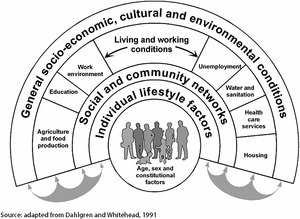 General socio-economic, cultural and environmental conditions
Living and working
conditions
Work
environment
Unemployment
Education
Water and
sanitation
Social and community networks
Agriculture
and food
production
Individual lifestyle factors
Health
care
services
Housing
Age, sex and
constitutional
factors
Source: adapted from Dahlgren and Whitehead, 1991